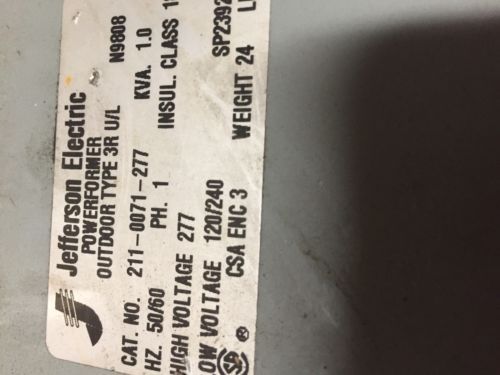 Jefferson Electric
POWERFORMER
OUTDOOR TYPE 3R U/L N9808
CAT. NO. 211-0071-277 KVA. 1.0
HZ. 50/60 PH. 1 INSUL. CLASS
HIGH VOLTAGE 277 SP2392
LOW VOLTAGE 120/240 WEIGHT 24
CSA ENC 3